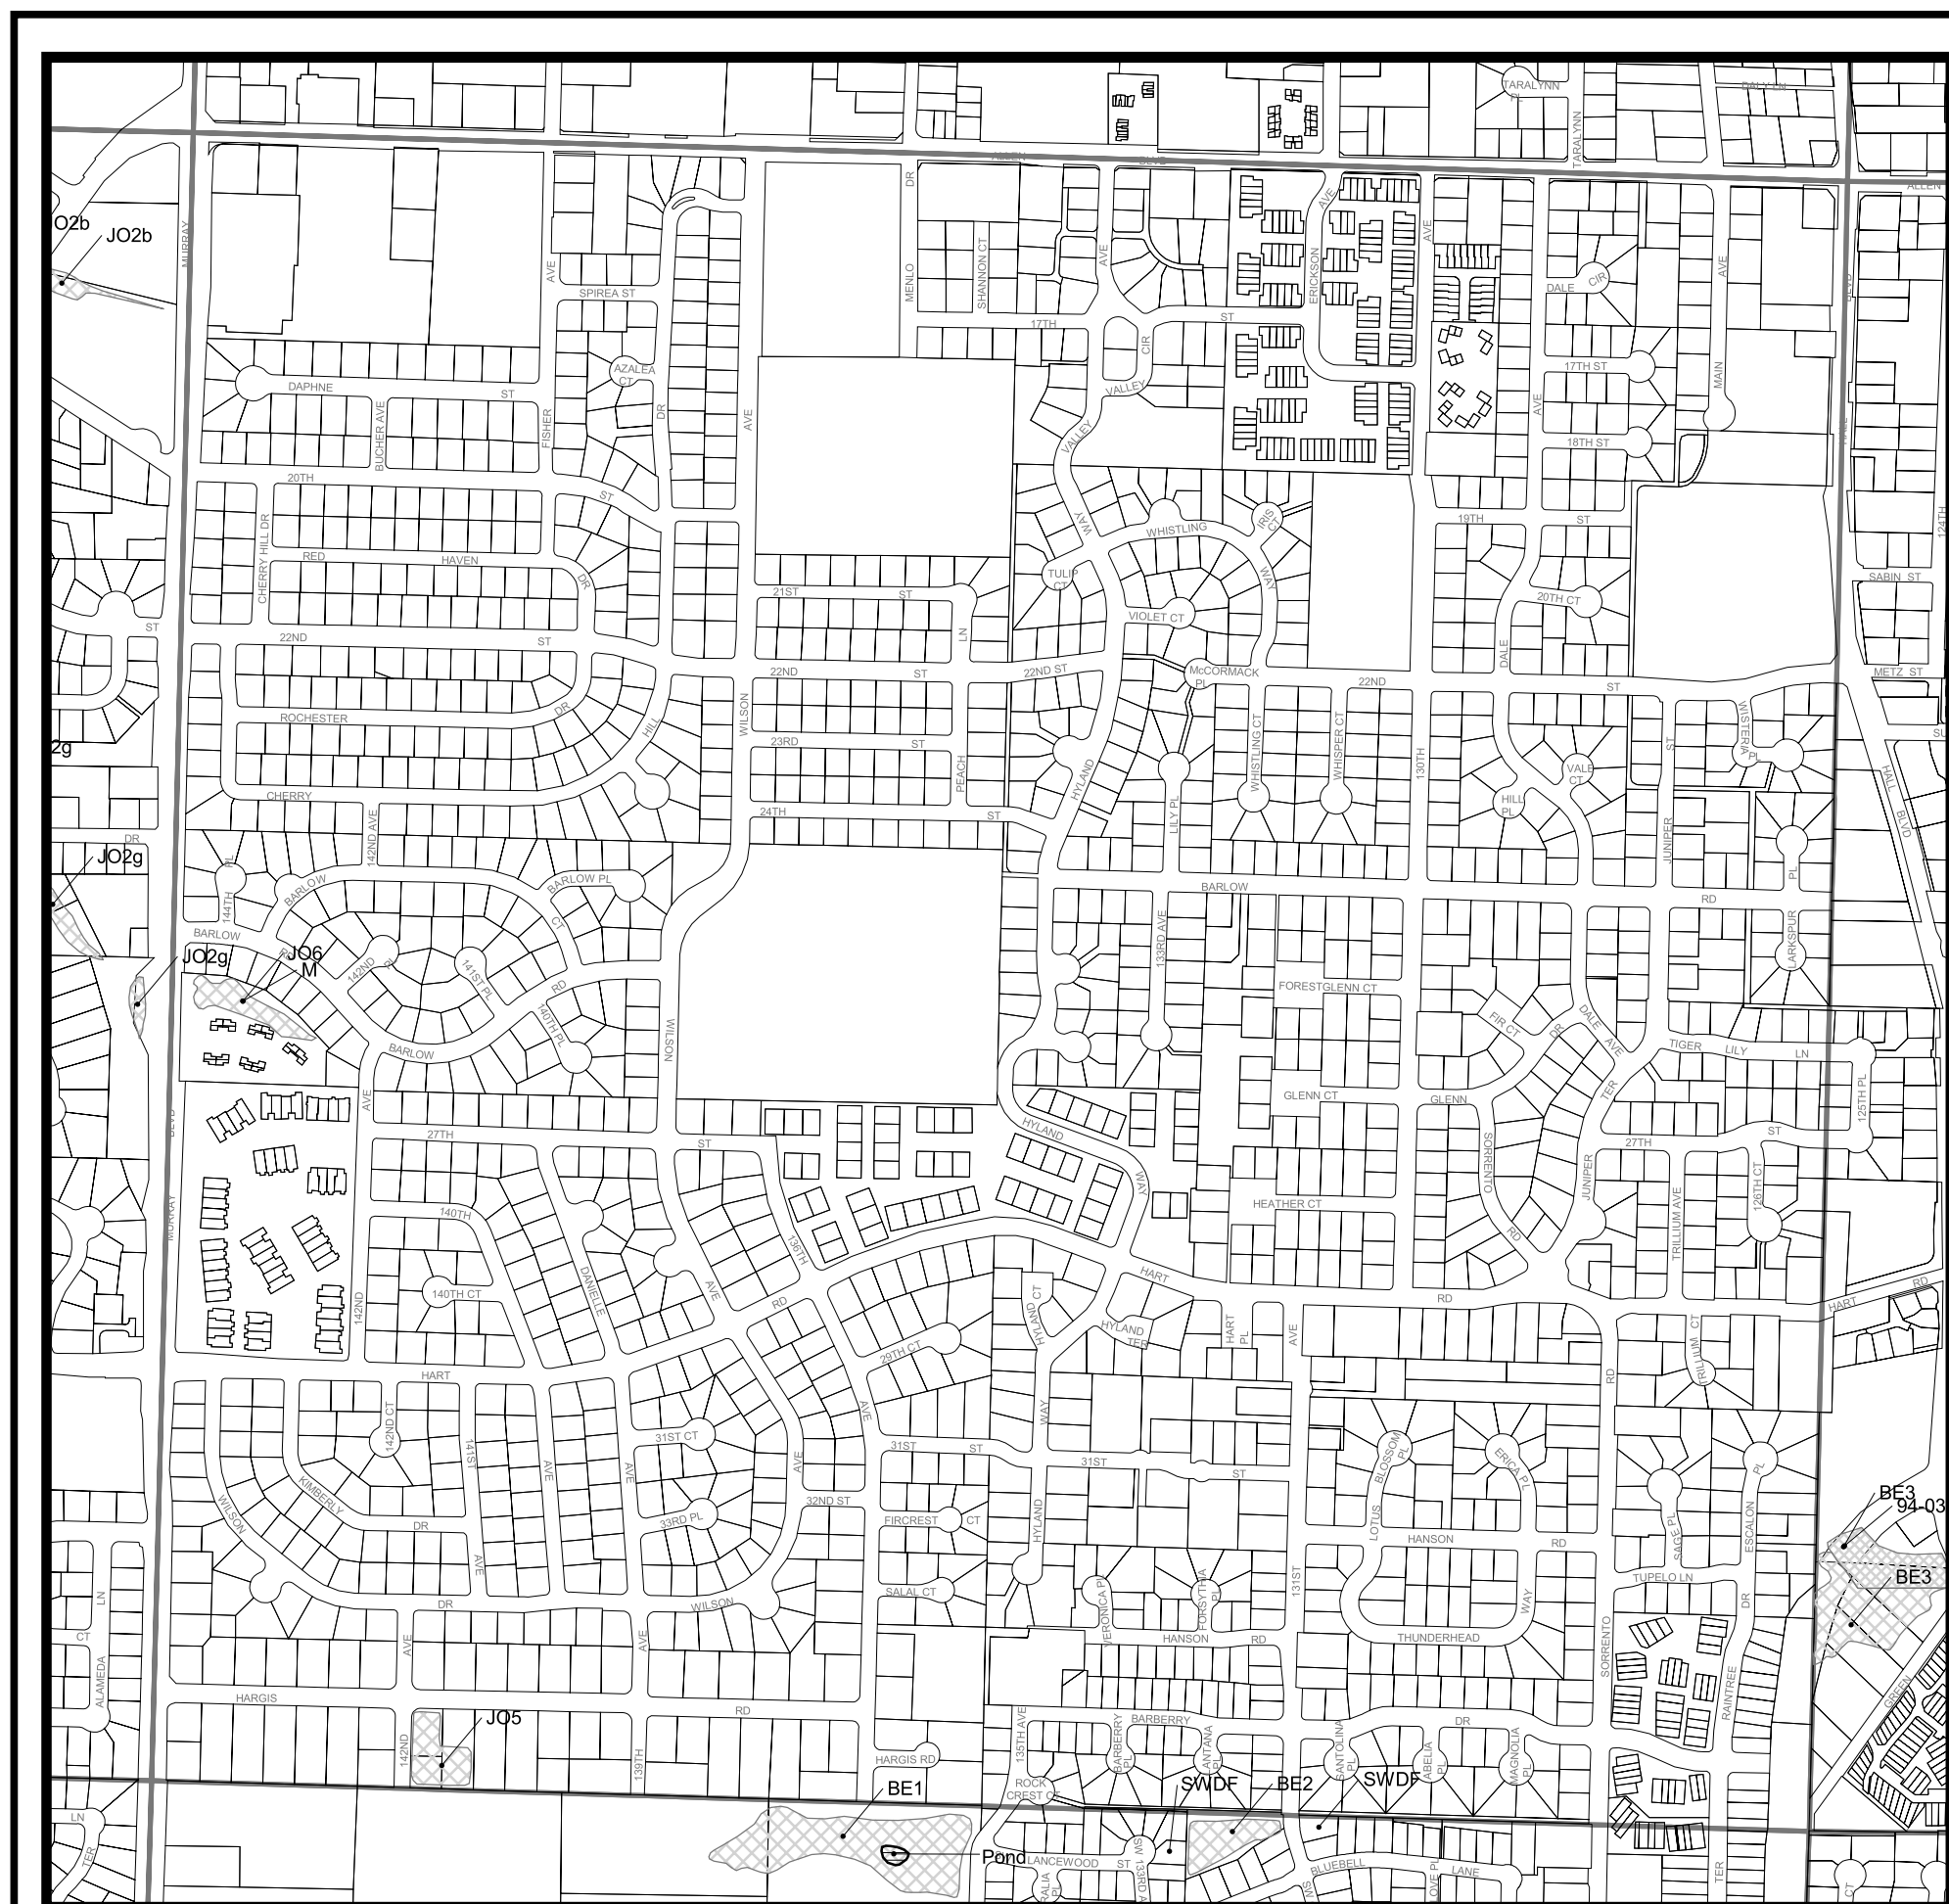 TARALYNN
PL
DALY LN
TARALYNN
ALLEN
BLVD
ALLEN
JO2b
JO2b
MURRAY
DR
AVE
AVE
AVE
AVE
SHANNON CT
MENLO
ERICKSON
DALE
CIR
AVE
BLVD
SPIREA ST
17TH
ST
CIR
AZALEA
CT
DR
AVE
VALLEY
17TH ST
MAIN
DAPHNE
ST
BUCHER AVE
FISHER
VALLEY
AVE
18TH ST
HALL
20TH
ST
WAY
WHISTLING
IRIS
CT
19TH
ST
124TH
CHERRY HILL DR
RED
HAVEN
DR
TULIP
CT
WAY
SABIN ST
21ST
ST
VIOLET CT
20TH CT
ST
22ND
ST
LN
DALE
22ND
ST
22ND ST
McCORMACK
PL
22ND
ST
METZ ST
ROCHESTER
DR
HILL
WILSON
WHISTLING CT
WHISPER CT
WISTERIA
PL
2g
23RD
ST
PEACH
HYLAND
130TH
ST
VALE
CT
HALL
BLVD
CHERRY
142ND AVE
24TH
ST
LILY PL
HILL
PL
JUNIPER
DR
JO2g
144TH
PL
BARLOW
BARLOW PL
CT
BARLOW
PL
RD
BARLOW
RD
JO2g
JO6
M
142ND
PL
141ST PL
RD
133RD AVE
LARKSPUR
FORESTGLENN CT
140TH PL
WILSON
FIR CT
DR
DALE
AVE
BARLOW
TIGER
LILY
LN
AVE
BLVD
GLENN CT
GLENN
TER
125TH PL
27TH
ST
HYLAND
27TH
ST
SORRENTO
WAY
JUNIPER
TRILLIUM AVE
126TH CT
MURRAY
140TH
136TH
HEATHER CT
RD
DANIELLE
AVE
HART
RD
140TH CT
142ND
RD
HYLAND CT
HYLAND
TER
HART
PL
AVE
RD
HART
29TH CT
HART
TRILLIUM CT
RD
142ND CT
141ST
31ST CT
AVE
WAY
AVE
AVE
AVE
31ST
ST
31ST
ST
BLOSSOM
PL
ERICA PL
PL
KIMBERLY
WILSON
DR
33RD PL
32ND ST
FIRCREST
CT
HYLAND
LOTUS
HANSON
RD
SAGE PL
ESCALON
BE3
94-03
BE3
AVE
SALAL CT
VERONICA PL
FORSYTHIA
PL
131ST
WAY
TUPELO LN
DR
LN
DR
WILSON
CT
AVE
AVE
HANSON
RD
THUNDERHEAD
SORRENTO
ALAMEDA
HARGIS
RD
RAINTREE
GREEN
JO5
142ND
139TH
135TH AVE
BARBERRY
BARBERRY
PL
LANTANA
PL
SANTOLINA
PL
DR
ABELIA
PL
MAGNOLIA
PL
HARGIS RD
ROCK
CREST CT
BE1
SWDF
BE2
SWDF
LN
TER
Pond
LANCEWOOD
ST
SW 133RD A
RALIA
PL
BLUEBELL
SW
LOVE PL
LANE
TER
CT